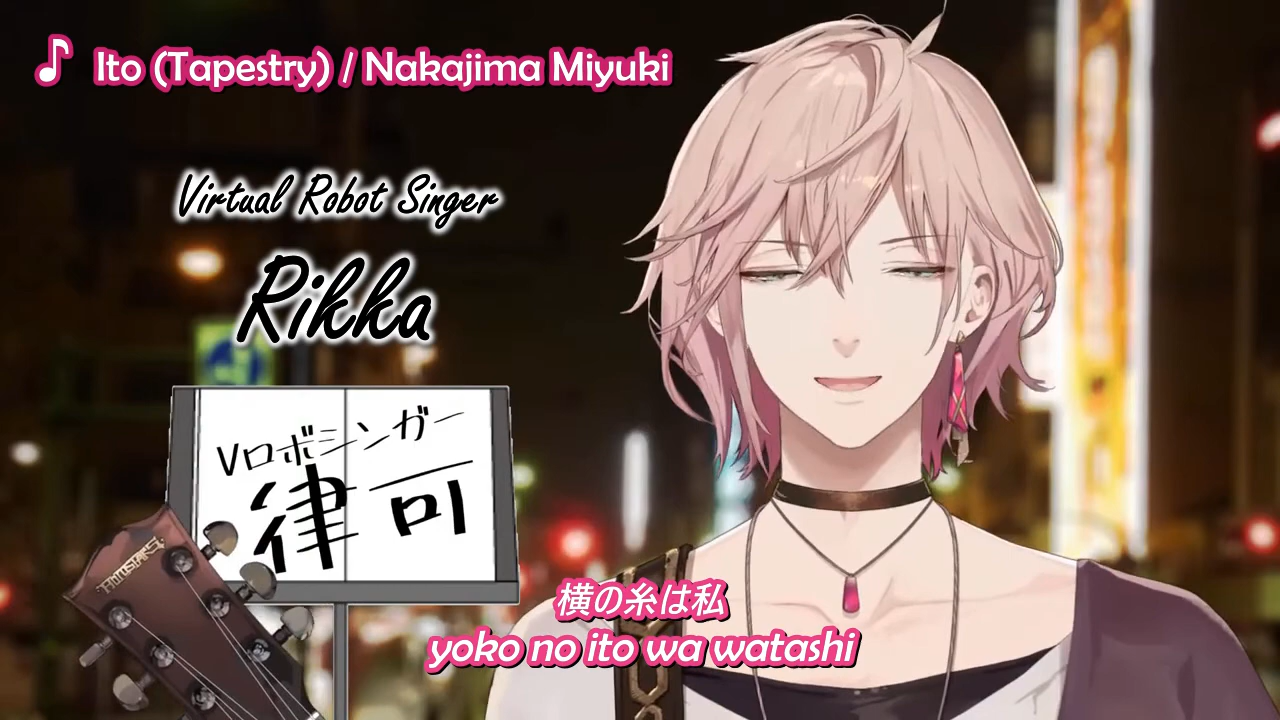 ♪ Ito (Tapestry) / Nakajima Miyuki
Virtual Robot Singer
Rikka
Vロボシンガー
律可
横の糸は私
yoko no ito wa watashi